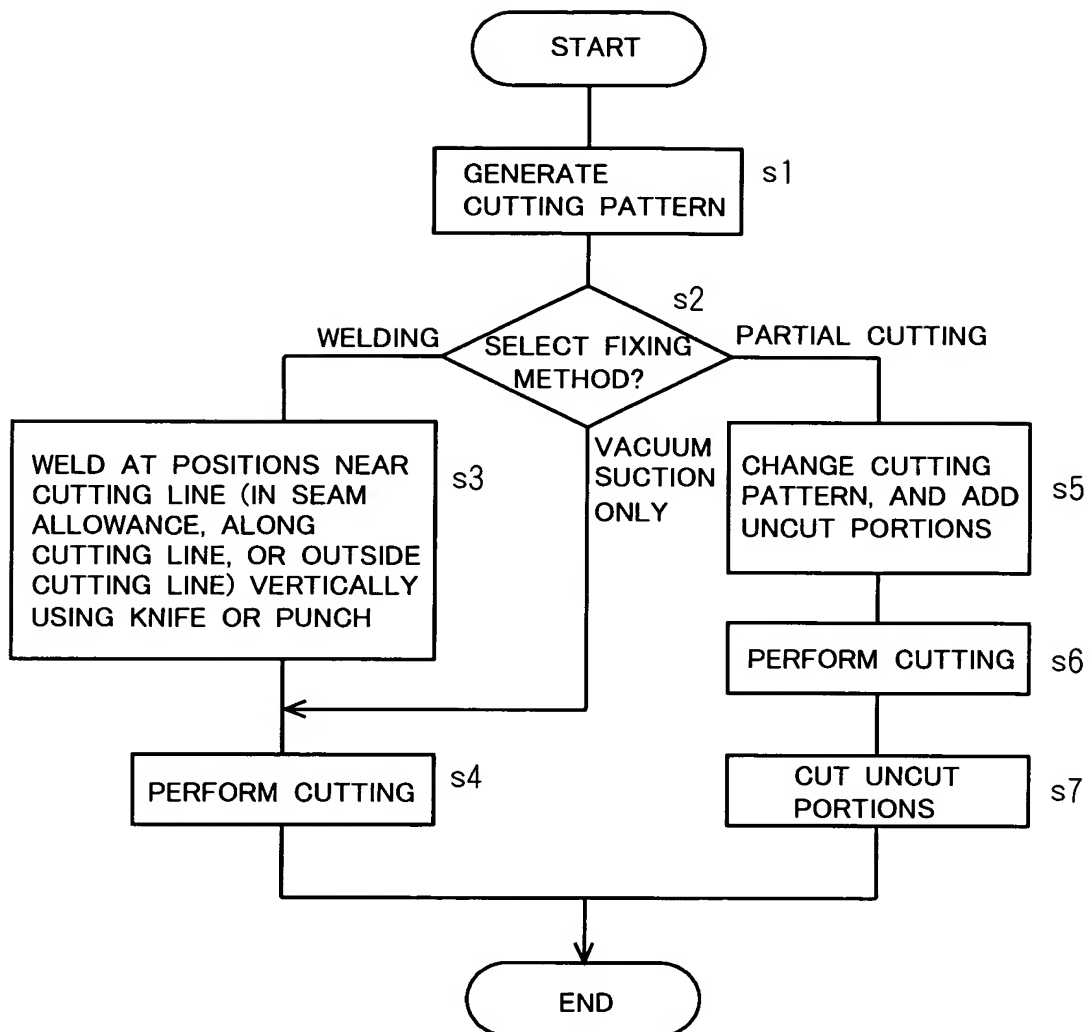 START
GENERATE
CUTTING PATTERN
s1
s2
SELECT FIXING
METHOD?
WELDING
PARTIAL CUTTING
VACUUM
SUCTION
ONLY
WELD AT POSITIONS NEAR
CUTTING LINE (IN SEAM
ALLOWANCE, ALONG
CUTTING LINE, OR OUTSIDE
CUTTING LINE) VERTICALLY
USING KNIFE OR PUNCH
s3
PERFORM CUTTING
s4
CHANGE CUTTING
PATTERN, AND ADD
UNCUT PORTIONS
s5
PERFORM CUTTING
s6
CUT UNCUT
PORTIONS
s7
END